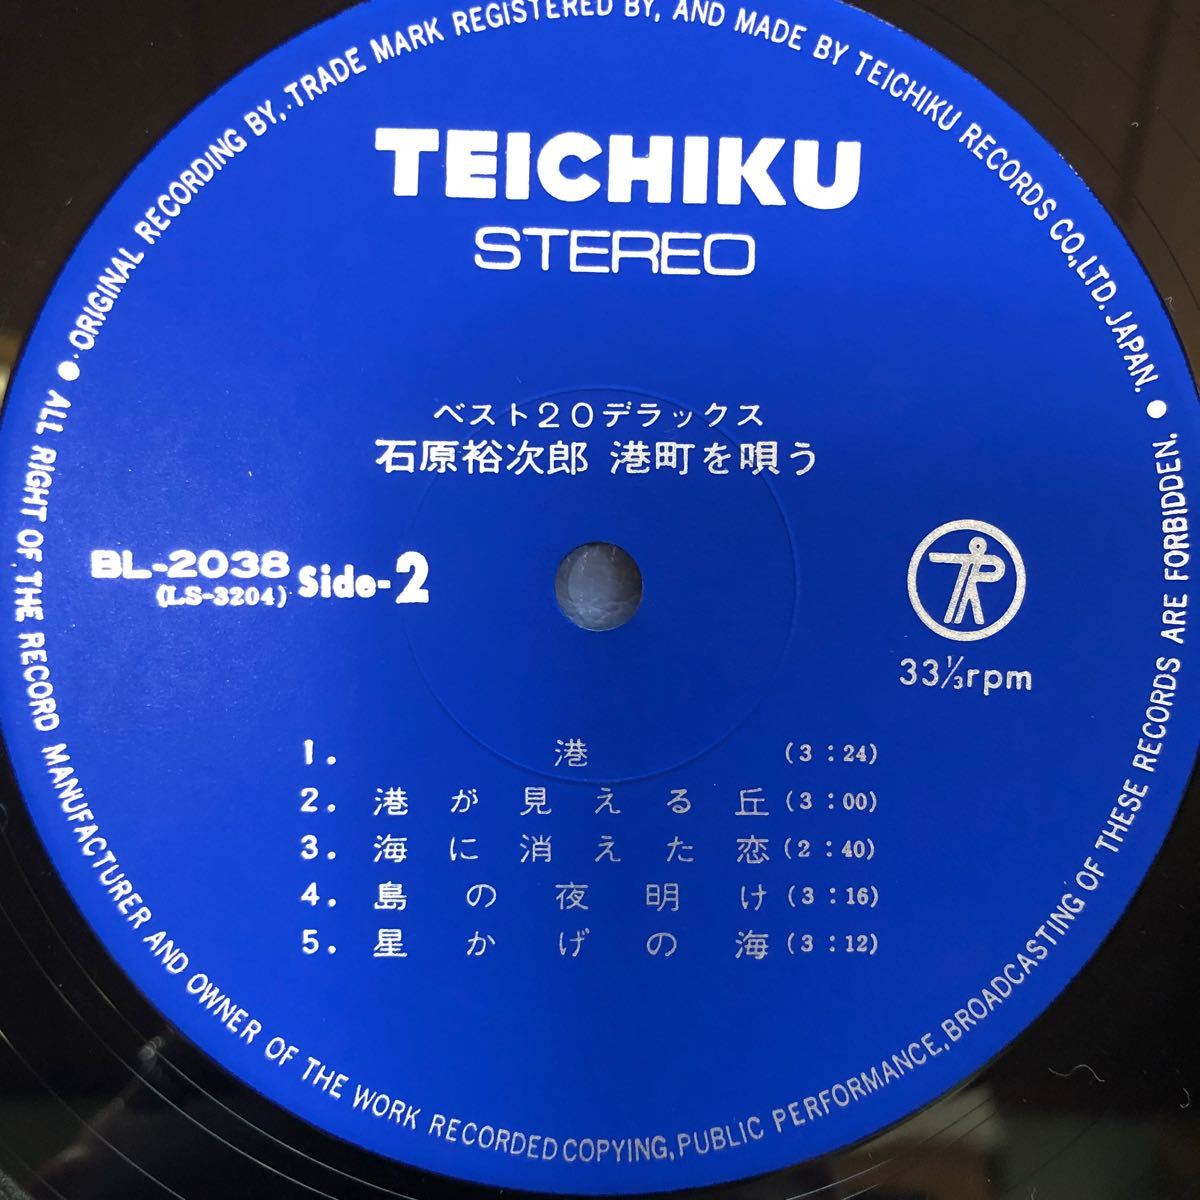 ORIGINAL RECORDING BY, TRADE MARK REGISTERED BY, AND MADE BY TEICHIKU RECORDS CO.,LTD. JAPAN.
TEICHIKU
STEREO
ベスト20デラックス
石原裕次郎 港町を唄う
BL-2038
(LS-3204)
Side-2
33⅓rpm
1. 港 (3:24)
2. 港が見える丘 (3:00)
3. 海に消えた恋 (2:40)
4. 島の夜明け (3:16)
5. 星かげの海 (3:12)
ALL RIGHT OF THE RECORD MANUFACTURER AND OWNER OF THE WORK RECORDED COPYING, PUBLIC PERFORMANCE, BROADCASTING OF THESE RECORDS ARE FORBIDDEN.